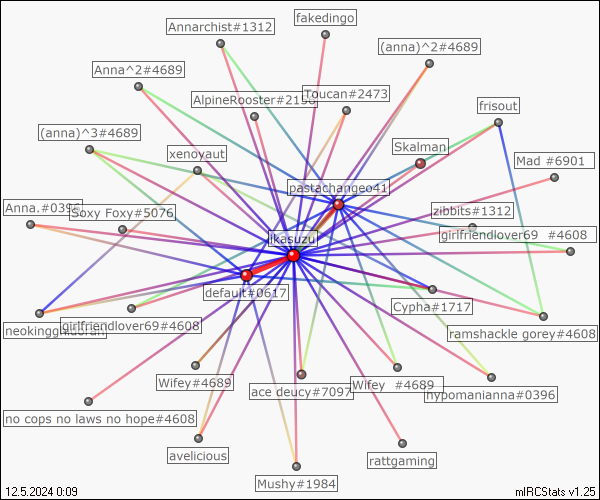 fakedingo
Annarchist#1312
(anna)^2#4689
Anna^2#4689
Toucan#2473
AlpineRooster#2158
frisout
(anna)^3#4689
Skalman
xenoyaut
Mad #6901
pastachangeo41
Anna.#0396
Soxy Foxy#5076
zibbits#1312
ikasuzu
girlfriendlover69 #4608
default#0617
Cypha#1717
girlfriendlover69#4608
ramshackle gorey#4608
Wifey#4689
ace deucy#7097
Wifey #4689
hypomanianna#0396
no cops no laws no hope#4608
avelicious
rattgaming
Mushy#1984
12.5.2024 0:09
mIRCStats v1.25